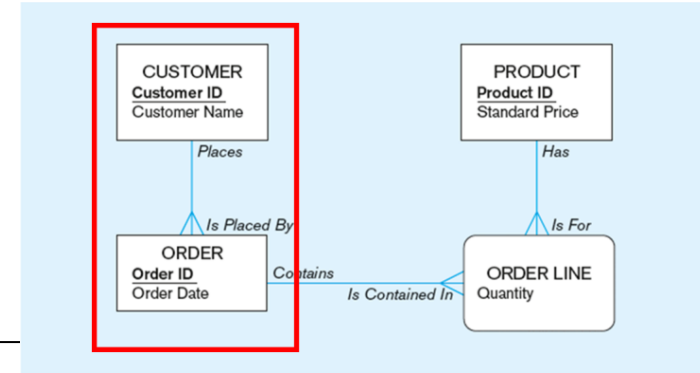 CUSTOMER
Customer ID
Customer Name
PRODUCT
Product ID
Standard Price
Places
Has
Is Placed By
Is For
ORDER
Order ID
Order Date
Contains
Is Contained In
ORDER LINE
Quantity